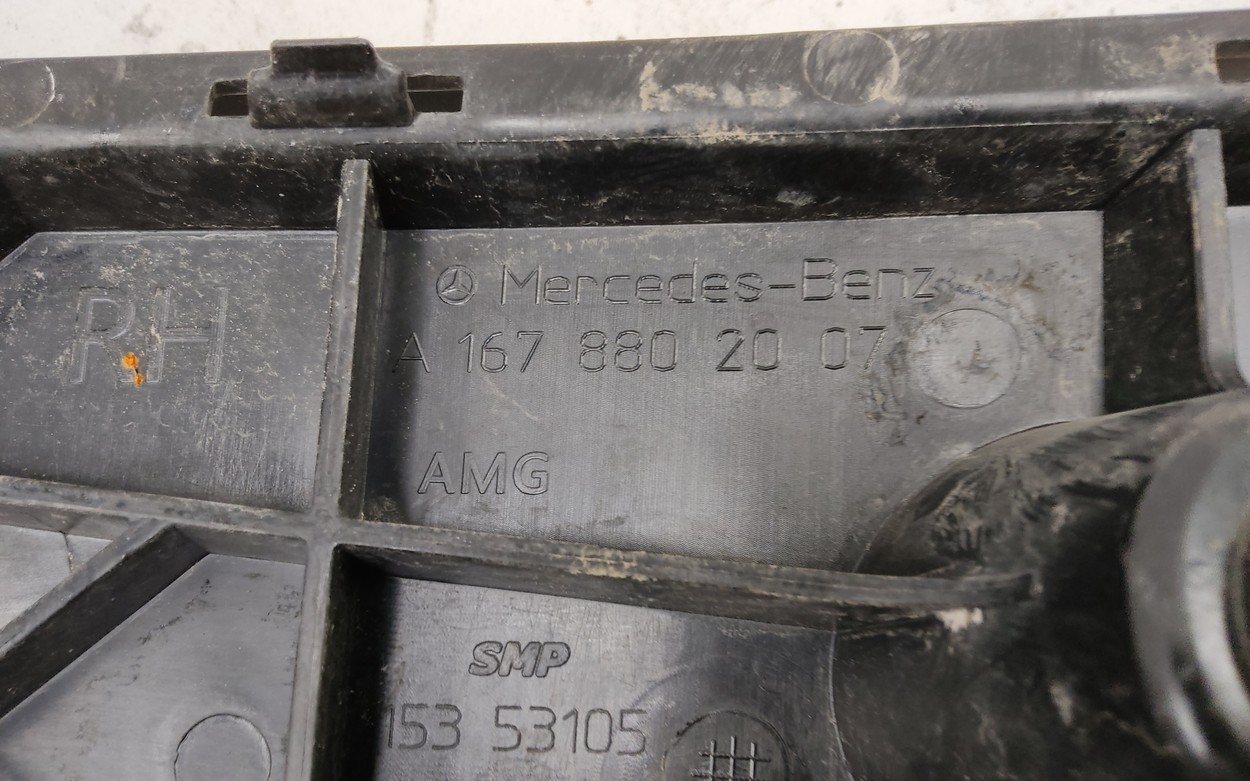 RH
Mercedes-Benz
A 167 880 20 07
AMG
SMP
153 53105